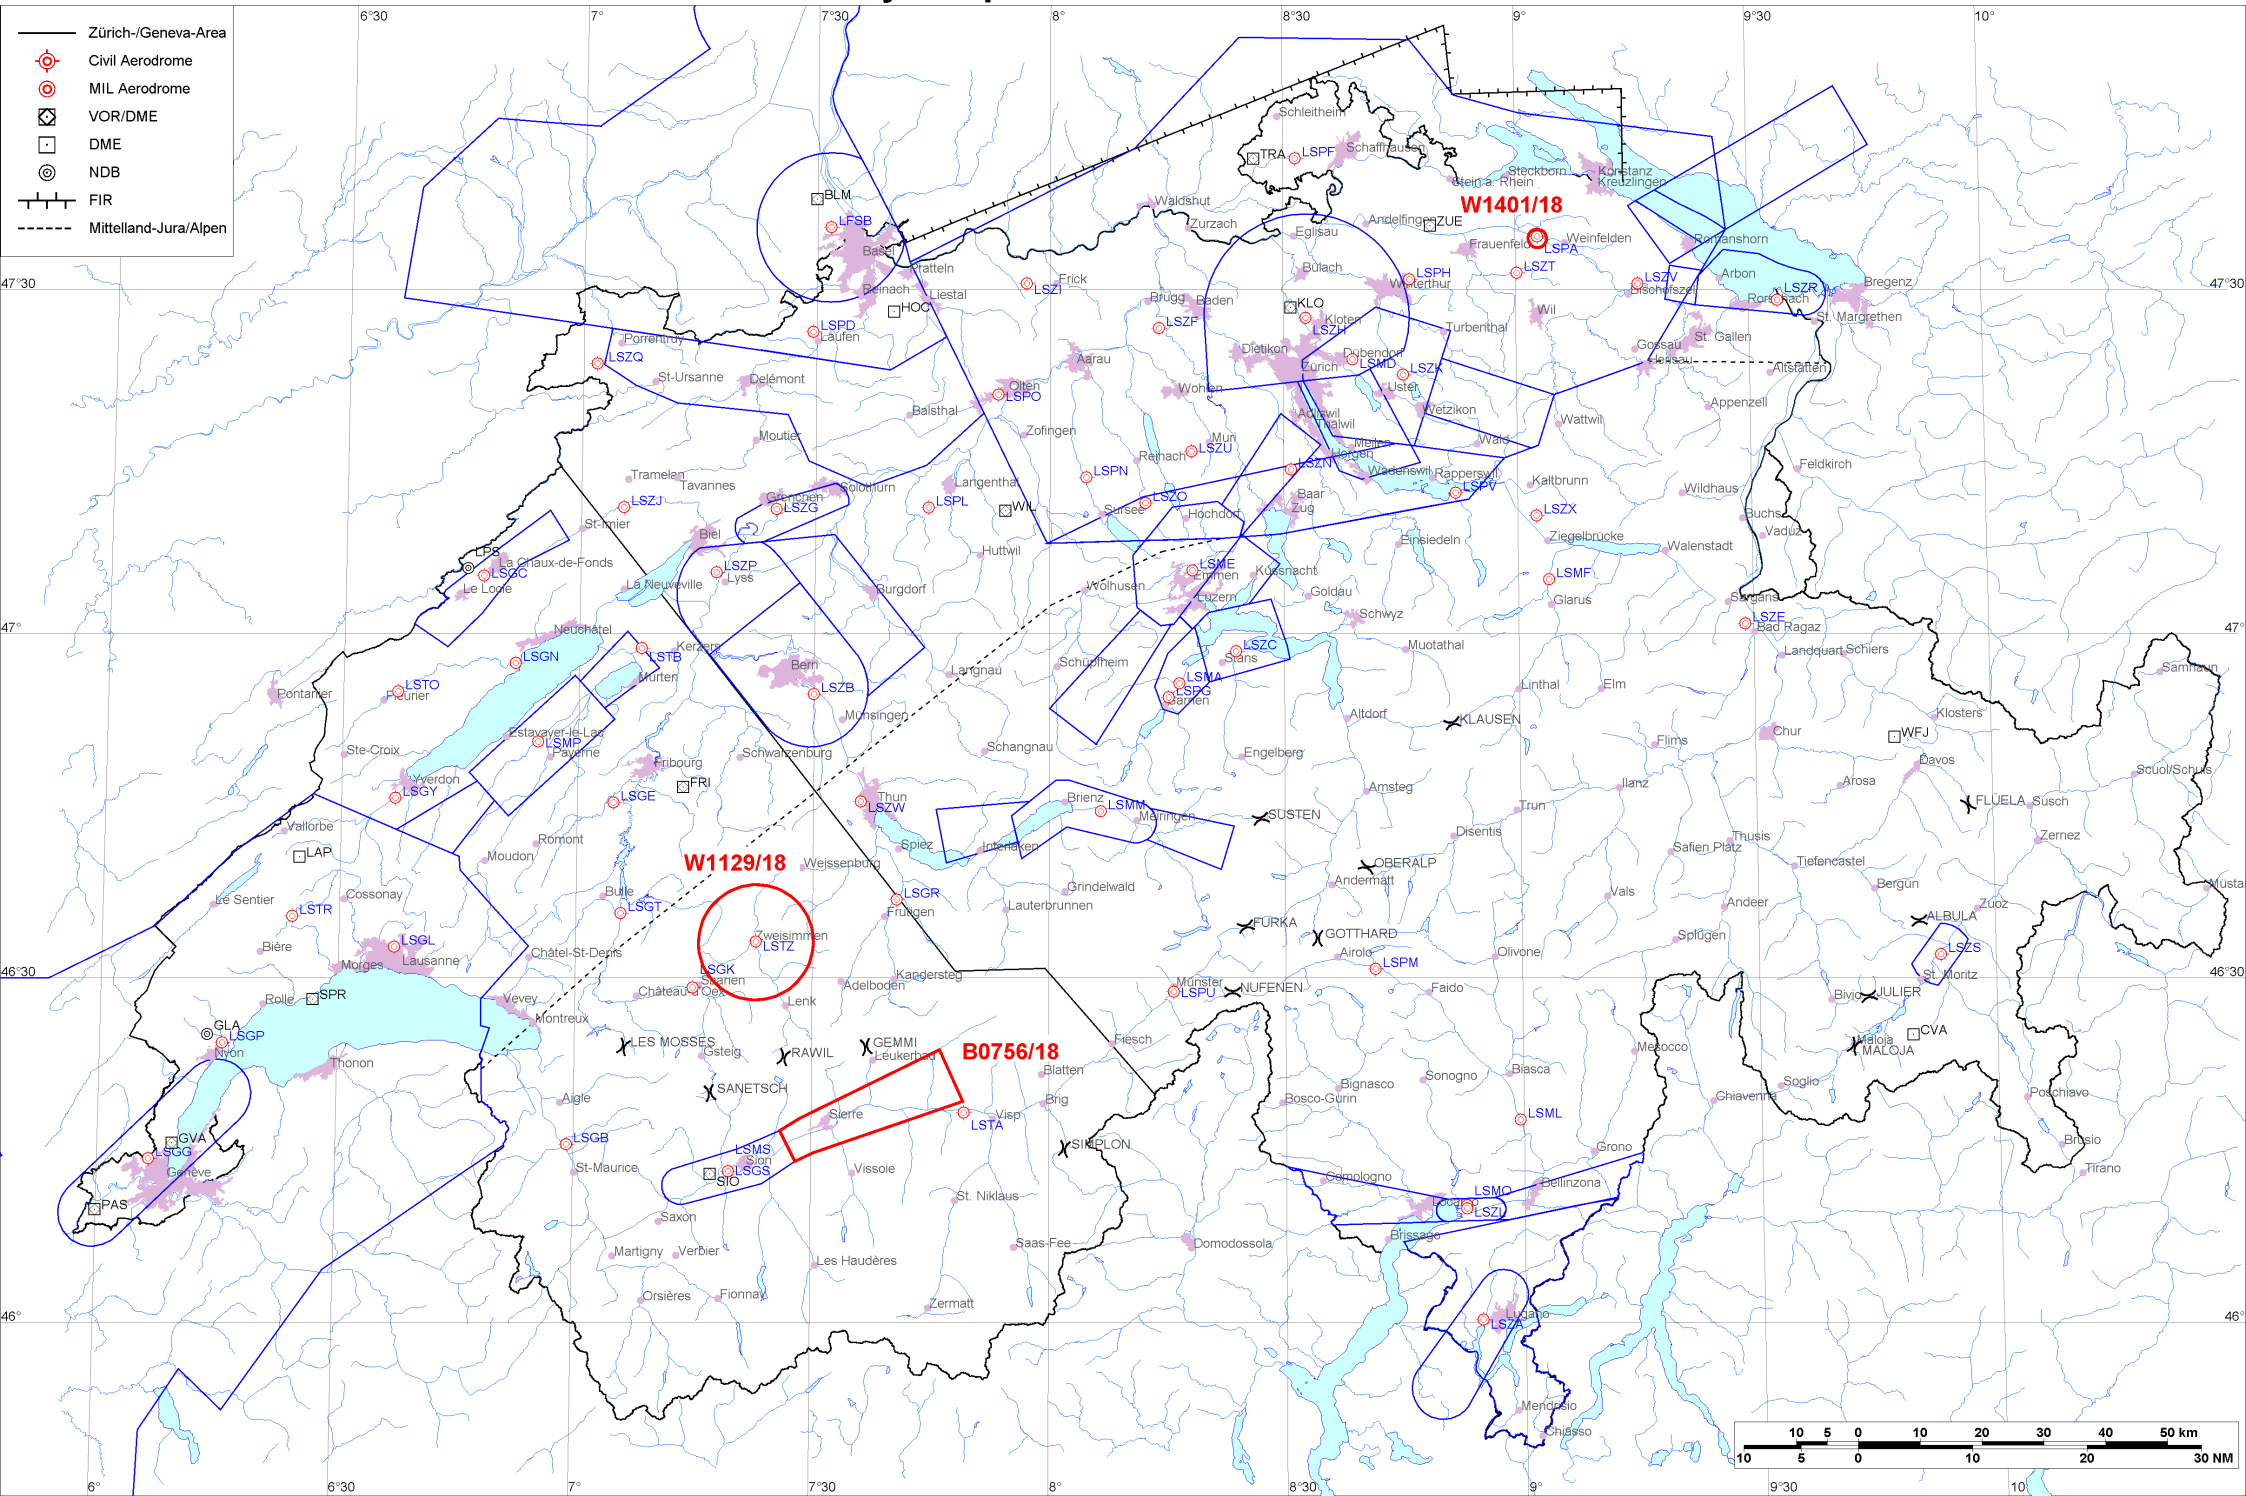 6°30
7°
7°30
8°
8°30
9°
9°30
10°
Zürich-/Geneva-Area
Civil Aerodrome
MIL Aerodrome
VOR/DME
DME
NDB
FIR
Mittelland-Jura/Alpen
Schleitheim
TRA
LSPF
Schaffhausen
Steckborn
Stein a. Rhein
Konstanz
Kreuzlingen
BLM
LFSB
Basel
Waldshut
Zurzach
Eglisau
Andelfingen
ZUE
W1401/18
LSPA
Weinfelden
Romanshorn
Frauenfeld
Pratteln
Reinach
Liestal
HOC
LSZI
Frick
Bülach
LSPH
Winterthur
LSZT
LSZV
Bischofszell
Arbon
LSZR
Rorschach
Bregenz
47°30
47°30
Brugg
Baden
KLO
Kloten
LSZH
Wil
St. Margrethen
LSPD
Laufen
LSZF
Turbenthal
St. Gallen
Porrentruy
LSZQ
Aarau
Dietikon
Zürich
Dübendorf
LSMD
LSZK
Gossau
Herisau
Altstätten
St-Ursanne
Delémont
Olten
LSPO
Wohlen
Uster
Wetzikon
Appenzell
Balsthal
Adliswil
Thalwil
Wattwil
Moutier
Zofingen
Muri
LSZU
Meilen
Horgen
Wald
Tramelan
Tavannes
LSPN
Reinach
LSZN
Wädenswil
Rapperswil
LSPV
Kaltbrunn
Feldkirch
Langenthal
Solothurn
Grenchen
LSZG
LSZJ
LSPL
WIL
LSZO
Sursee
Hochdorf
Baar
Zug
LSZX
Wildhaus
Buchs
Vaduz
St-Imier
Biel
Huttwil
Einsiedeln
Ziegelbrücke
Walenstadt
LPS
La Chaux-de-Fonds
LSGC
Le Locle
LSZP
Lyss
La Neuveville
Burgdorf
Wolhusen
LSME
Emmen
Luzern
Küssnacht
Goldau
Schwyz
LSMF
Glarus
Sargans
LSZE
Bad Ragaz
Neuchâtel
47°
47°
LSGN
LSTB
Kerzers
Murten
Bern
LSZB
Langnau
Schüpfheim
LSZC
Stans
LSMA
LSPG
Sarnen
Muotathal
Landquart
Schiers
Samnaun
LSTO
Fleurier
Pontarlier
Münsingen
Linthal
Elm
Altdorf
KLAUSEN
Klosters
WFJ
Davos
Chur
Flims
Ste-Croix
Estavayer-le-Lac
LSMP
Payerne
Schwarzenburg
Schangnau
Engelberg
Scuol/Schuls
Yverdon
LSGY
Fribourg
FRI
LSGE
Thun
LSZW
Brienz
LSMM
Meiringen
Amsteg
SUSTEN
Trun
Ilanz
Arosa
FLÜELA
Susch
Vallorbe
LAP
Romont
Moudon
Spiez
Interlaken
Disentis
Thusis
Safien Platz
Zernez
Tiefencastel
W1129/18
Weissenburg
OBERALP
Andermatt
Bergün
Le Sentier
Cossonay
Bulle
LSGT
LSGR
Frutigen
Grindelwald
Lauterbrunnen
Vals
Andeer
Zuoz
ALBULA
LSTR
FURKA
GOTTHARD
Splügen
Bière
LSGL
Lausanne
Morges
Châtel-St-Denis
Zweisimmen
LSTZ
Airolo
LSPM
Olivone
LSZS
St. Moritz
46°30
46°30
LSGK
Saanen
Château-d'Oex
Lenk
Adelboden
Kandersteg
Münster
LSPU
NUFENEN
Faido
Bivio
JULIER
Rolle
SPR
Vevey
Montreux
GLA
LSGP
Nyon
Thonon
LES MOSSES
Gsteig
RAWIL
GEMMI
Leukerbad
B0756/18
Fiesch
CVA
Maloja
MALOJA
Mesocco
SANETSCH
Blatten
Brig
Bignasco
Sonogno
Biasca
Bosco-Gurin
Soglio
Chiavenna
Poschiavo
Aigle
Sierre
LSTA
Visp
LSML
LSGB
SIMPLON
Grono
Brusio
Tirano
GVA
LSGG
Genève
LSMS
Sion
LSGS
SIO
St-Maurice
Vissoie
St. Niklaus
Comologno
Bellinzona
LSMO
Locarno
LSZL
PAS
Saxon
Martigny
Verbier
Les Haudères
Saas-Fee
Domodossola
Brissago
Orsières
Fionnay
Zermatt
Lugano
LSZA
46°
46°
Mendrisio
Chiasso
10 5 0 10 20 30 40 50 km
10 5 0 10 20 30 NM
6°
6°30
7°
7°30
8°
8°30
9°
9°30
10